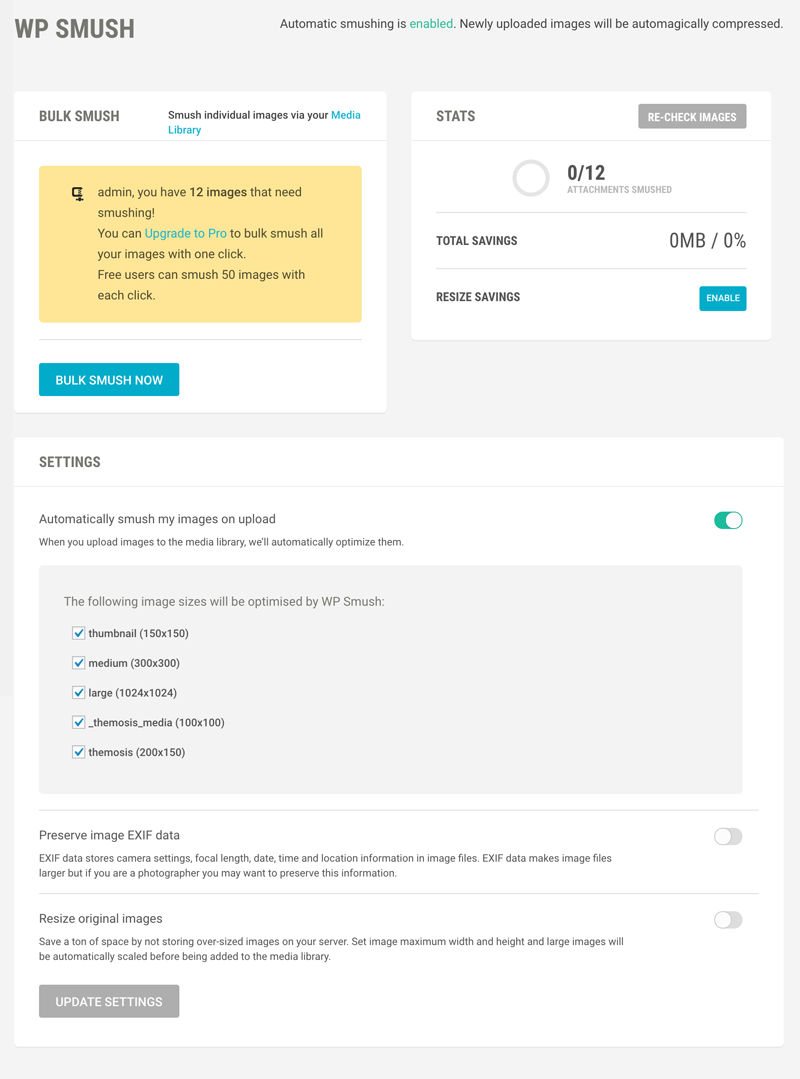 WP SMUSH
Automatic smushing is enabled. Newly uploaded images will be automagically compressed.
BULK SMUSH
Smush individual images via your Media
Library
admin, you have 12 images that need
smushing!
You can Upgrade to Pro to bulk smush all
your images with one click.
Free users can smush 50 images with
each click.
BULK SMUSH NOW
STATS
RE-CHECK IMAGES
0/12
ATTACHMENTS SMUSHED
TOTAL SAVINGS
0MB / 0%
RESIZE SAVINGS
ENABLE
SETTINGS
Automatically smush my images on upload
When you upload images to the media library, we'll automatically optimize them.
The following image sizes will be optimised by WP Smush:
thumbnail (150x150)
medium (300x300)
large (1024x1024)
_themosis_media (100x100)
themosis (200x150)
Preserve image EXIF data
EXIF data stores camera settings, focal length, date, time and location information in image files. EXIF data makes image files
larger but if you are a photographer you may want to preserve this information.
Resize original images
Save a ton of space by not storing over-sized images on your server. Set image maximum width and height and large images will
be automatically scaled before being added to the media library.
UPDATE SETTINGS